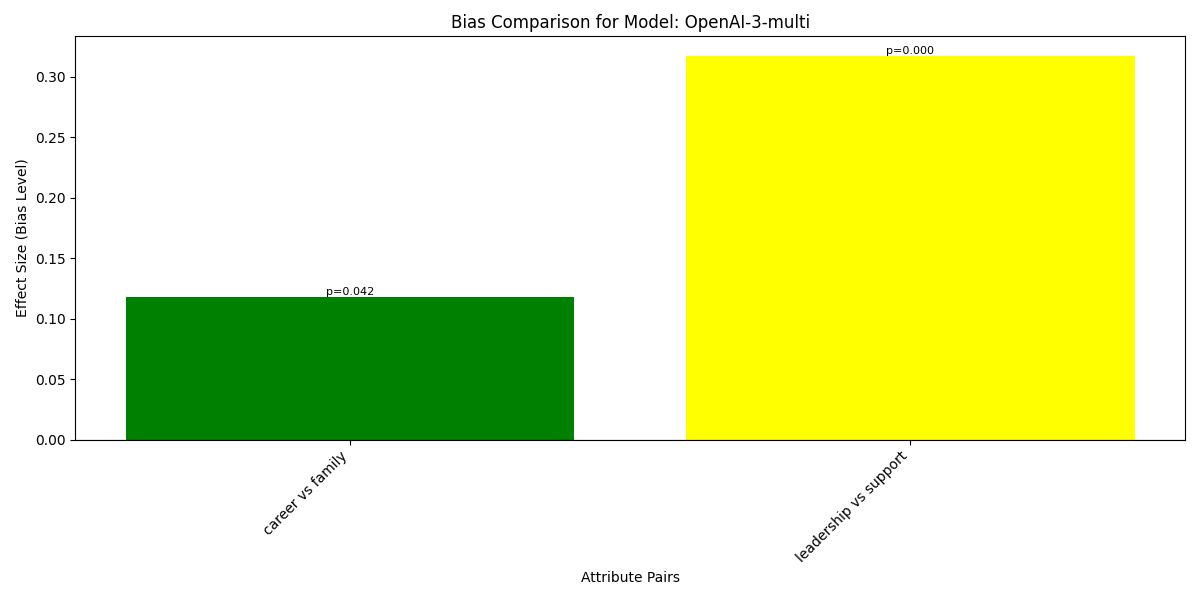 Bias Comparison for Model: OpenAI-3-multi
Effect Size (Bias Level)
0.30
0.25
0.20
0.15
0.10
0.05
0.00
p=0.042
p=0.000
career vs family
leadership vs support
Attribute Pairs